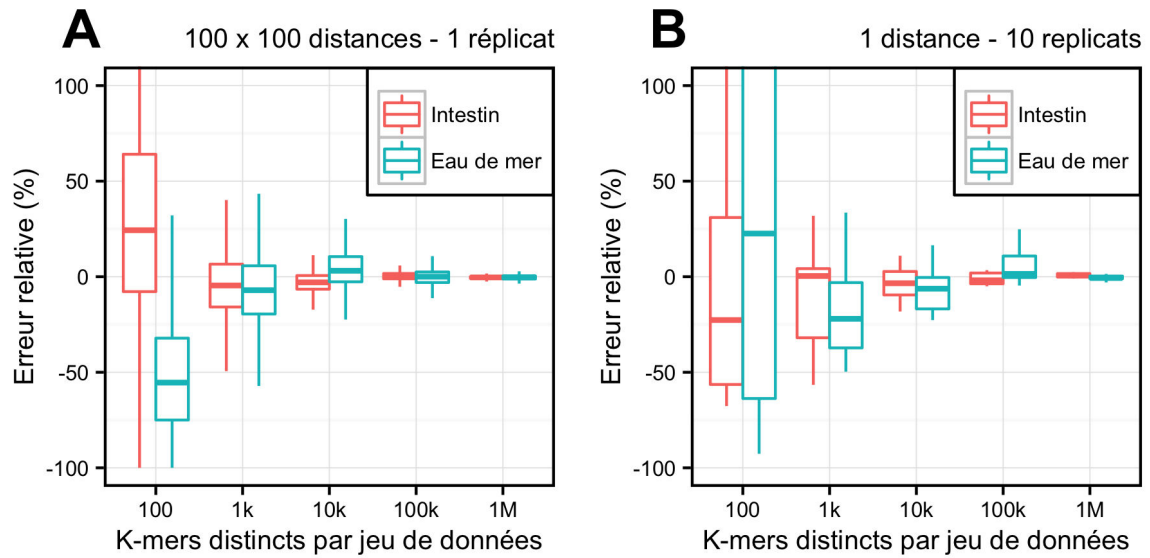 A
100 x 100 distances - 1 réplicat
Erreur relative (%)
100
50
0
-50
-100
Intestin
Eau de mer
100 1k 10k 100k 1M
K-mers distincts par jeu de données
B
1 distance - 10 replicats
Erreur relative (%)
100
50
0
-50
-100
Intestin
Eau de mer
100 1k 10k 100k 1M
K-mers distincts par jeu de données